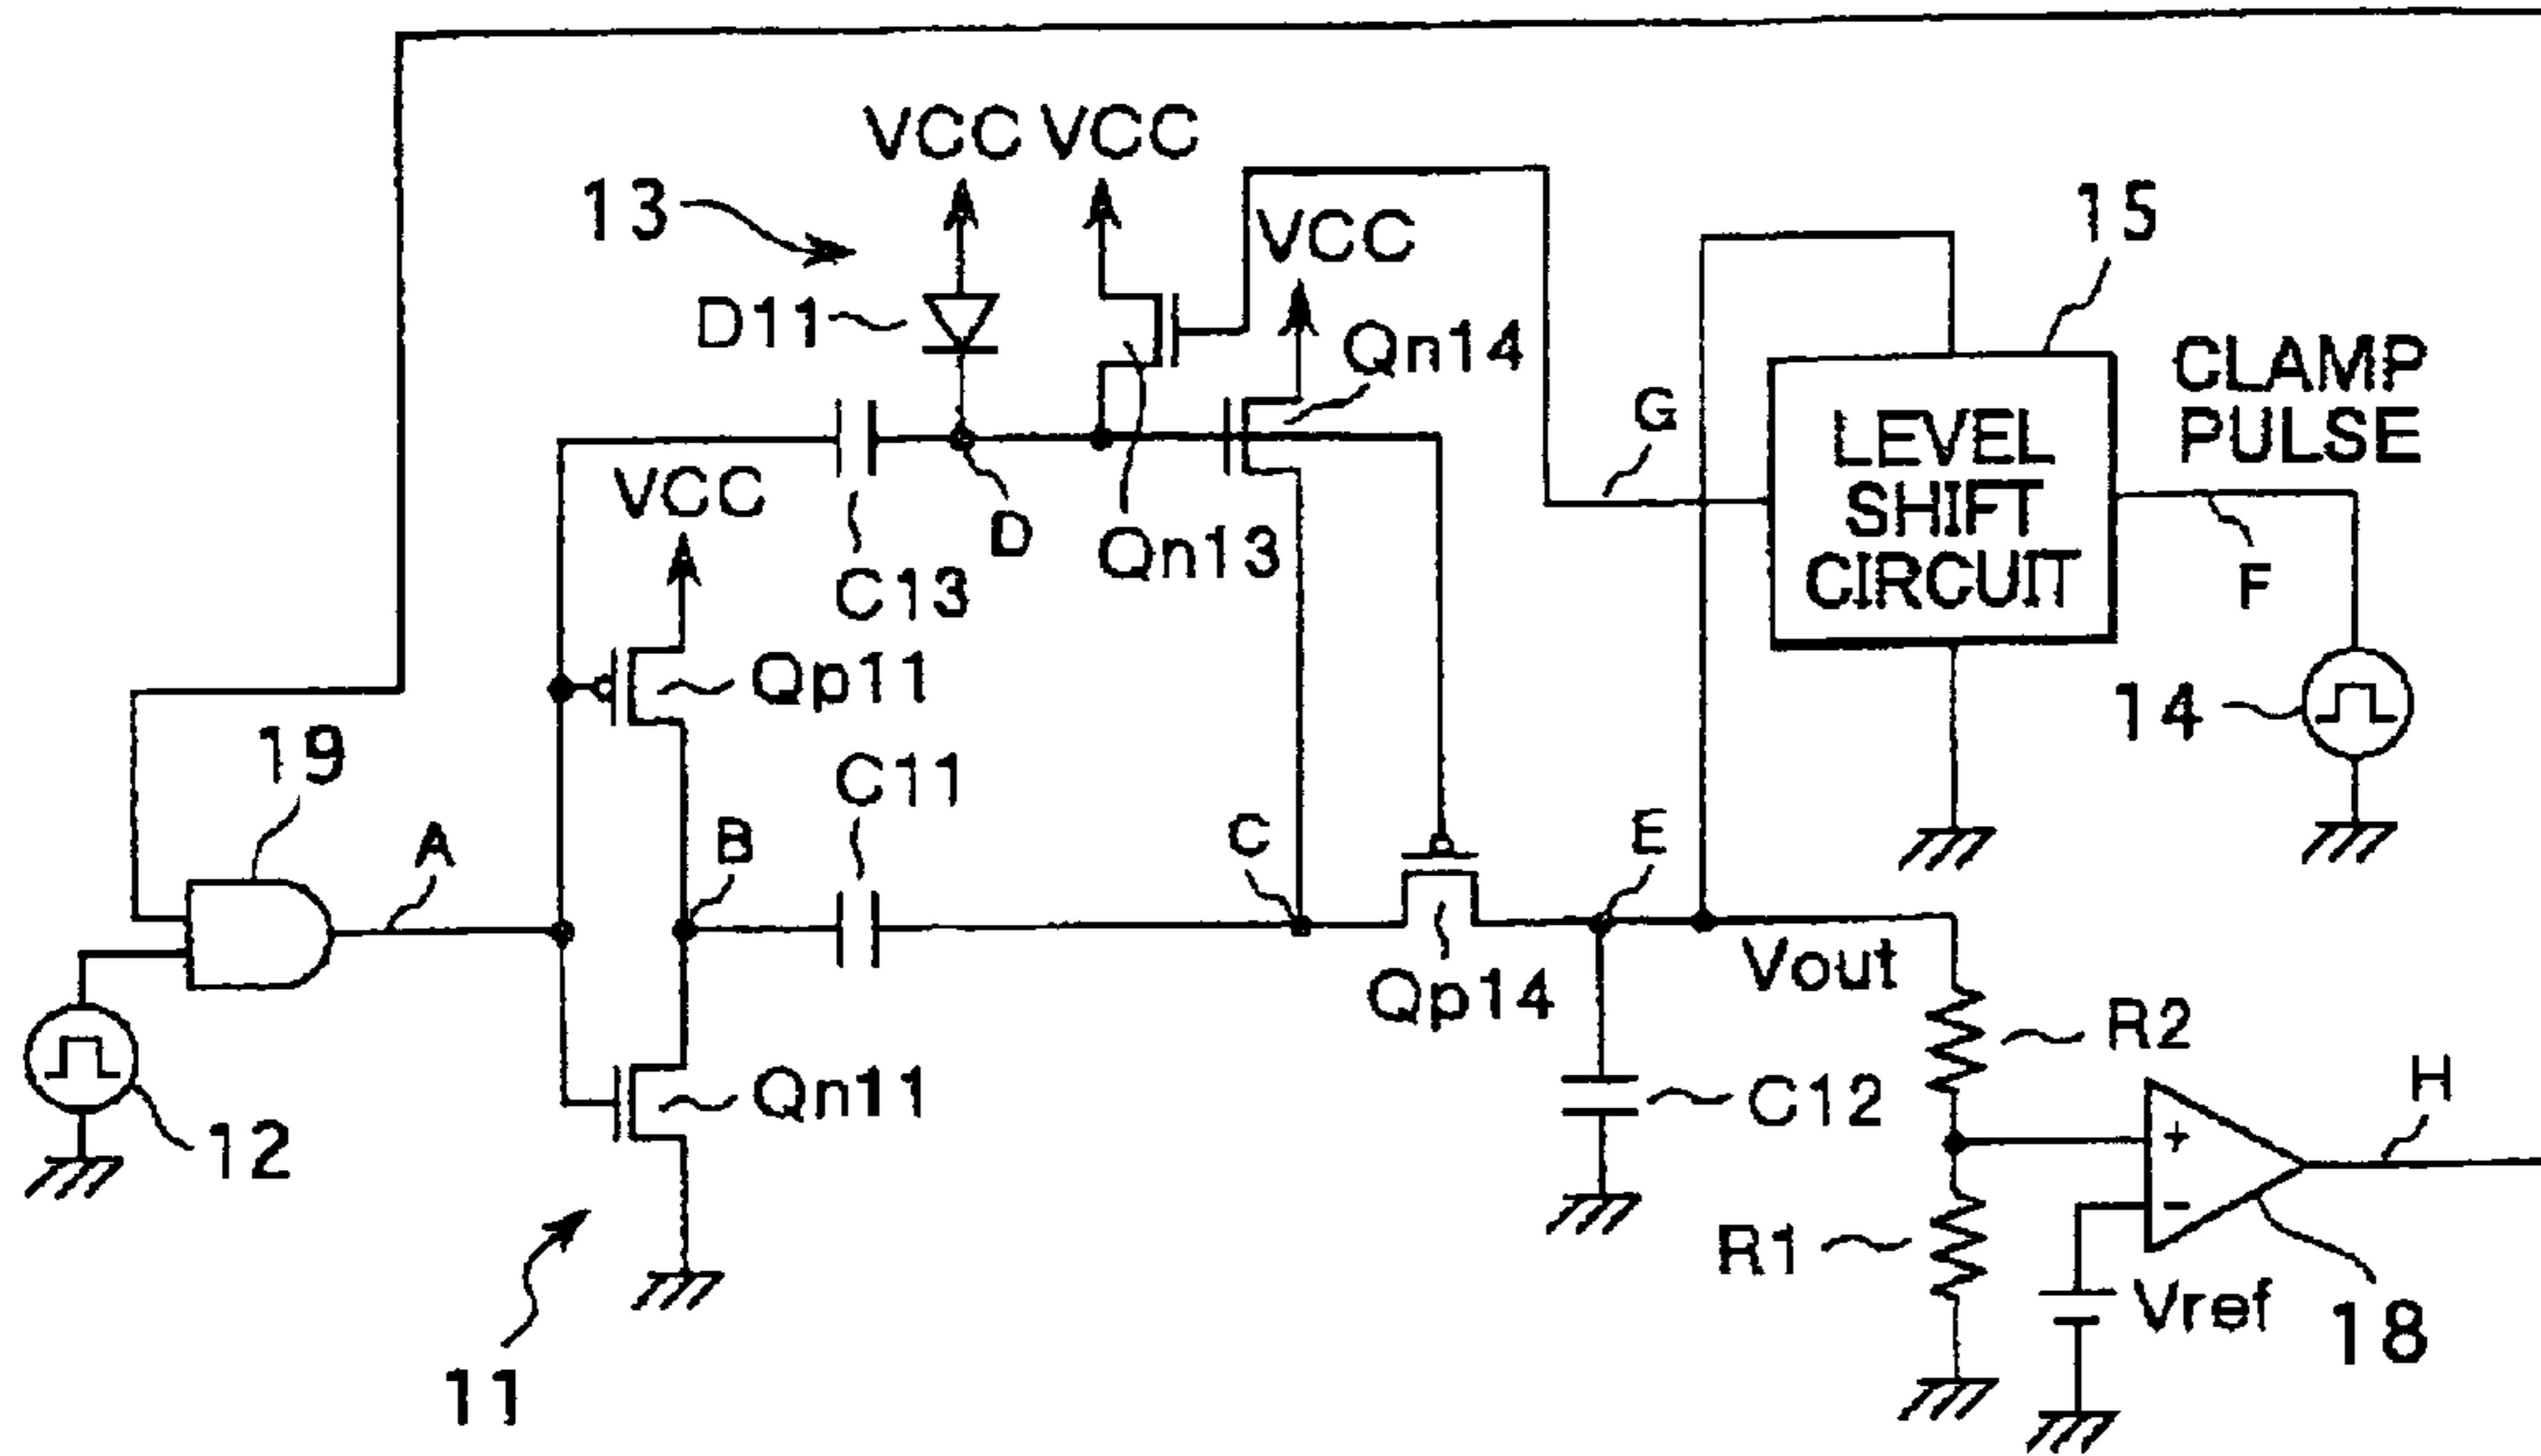 VCC VCC
13
VCC
15
D11
Qn14
CLAMP
PULSE
G
LEVEL
SHIFT
CIRCUIT
VCC
D
Qn13
C13
F
Qp11
14
19
C11
A
B
C
E
Vout
Qp14
R2
Qn11
C12
H
12
+
-
R1
Vref
18
11